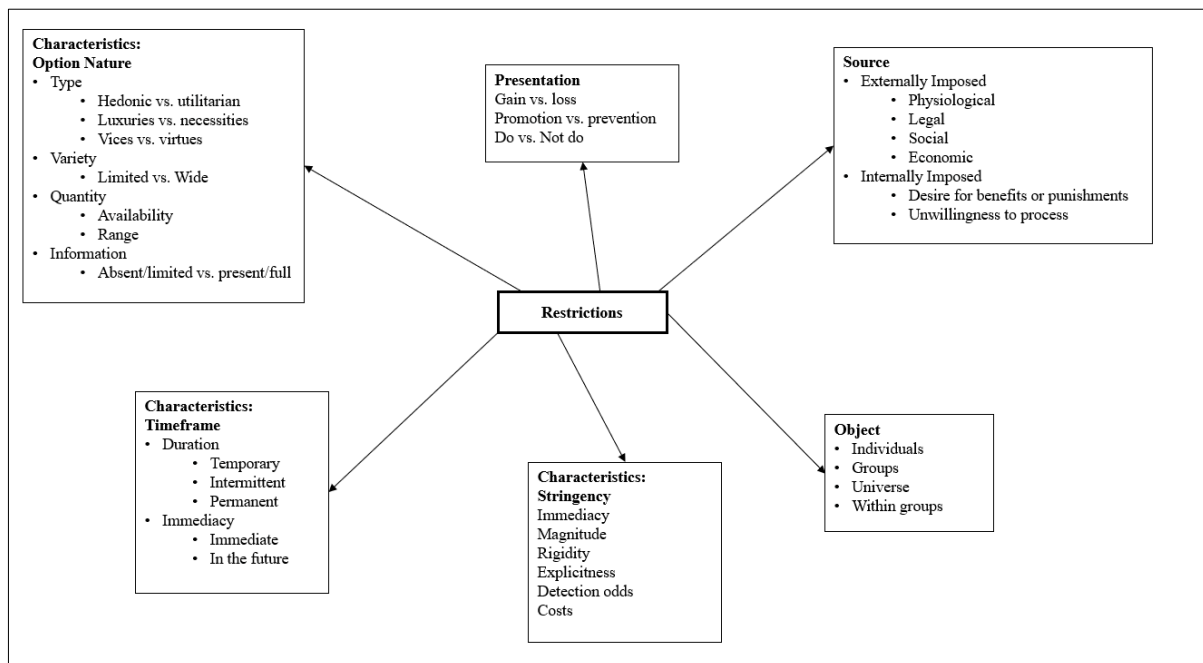 Characteristics:
Option Nature
• Type
• Hedonic vs. utilitarian
• Luxuries vs. necessities
• Vices vs. virtues
• Variety
• Limited vs. Wide
• Quantity
• Availability
• Range
• Information
• Absent/limited vs. present/full
Presentation
Gain vs. loss
Promotion vs. prevention
Do vs. Not do
Source
• Externally Imposed
• Physiological
• Legal
• Social
• Economic
• Internally Imposed
• Desire for benefits or punishments
• Unwillingness to process
Restrictions
Characteristics:
Timeframe
• Duration
• Temporary
• Intermittent
• Permanent
• Immediacy
• Immediate
• In the future
Characteristics:
Stringency
Immediacy
Magnitude
Rigidity
Explicitness
Detection odds
Costs
Object
• Individuals
• Groups
• Universe
• Within groups